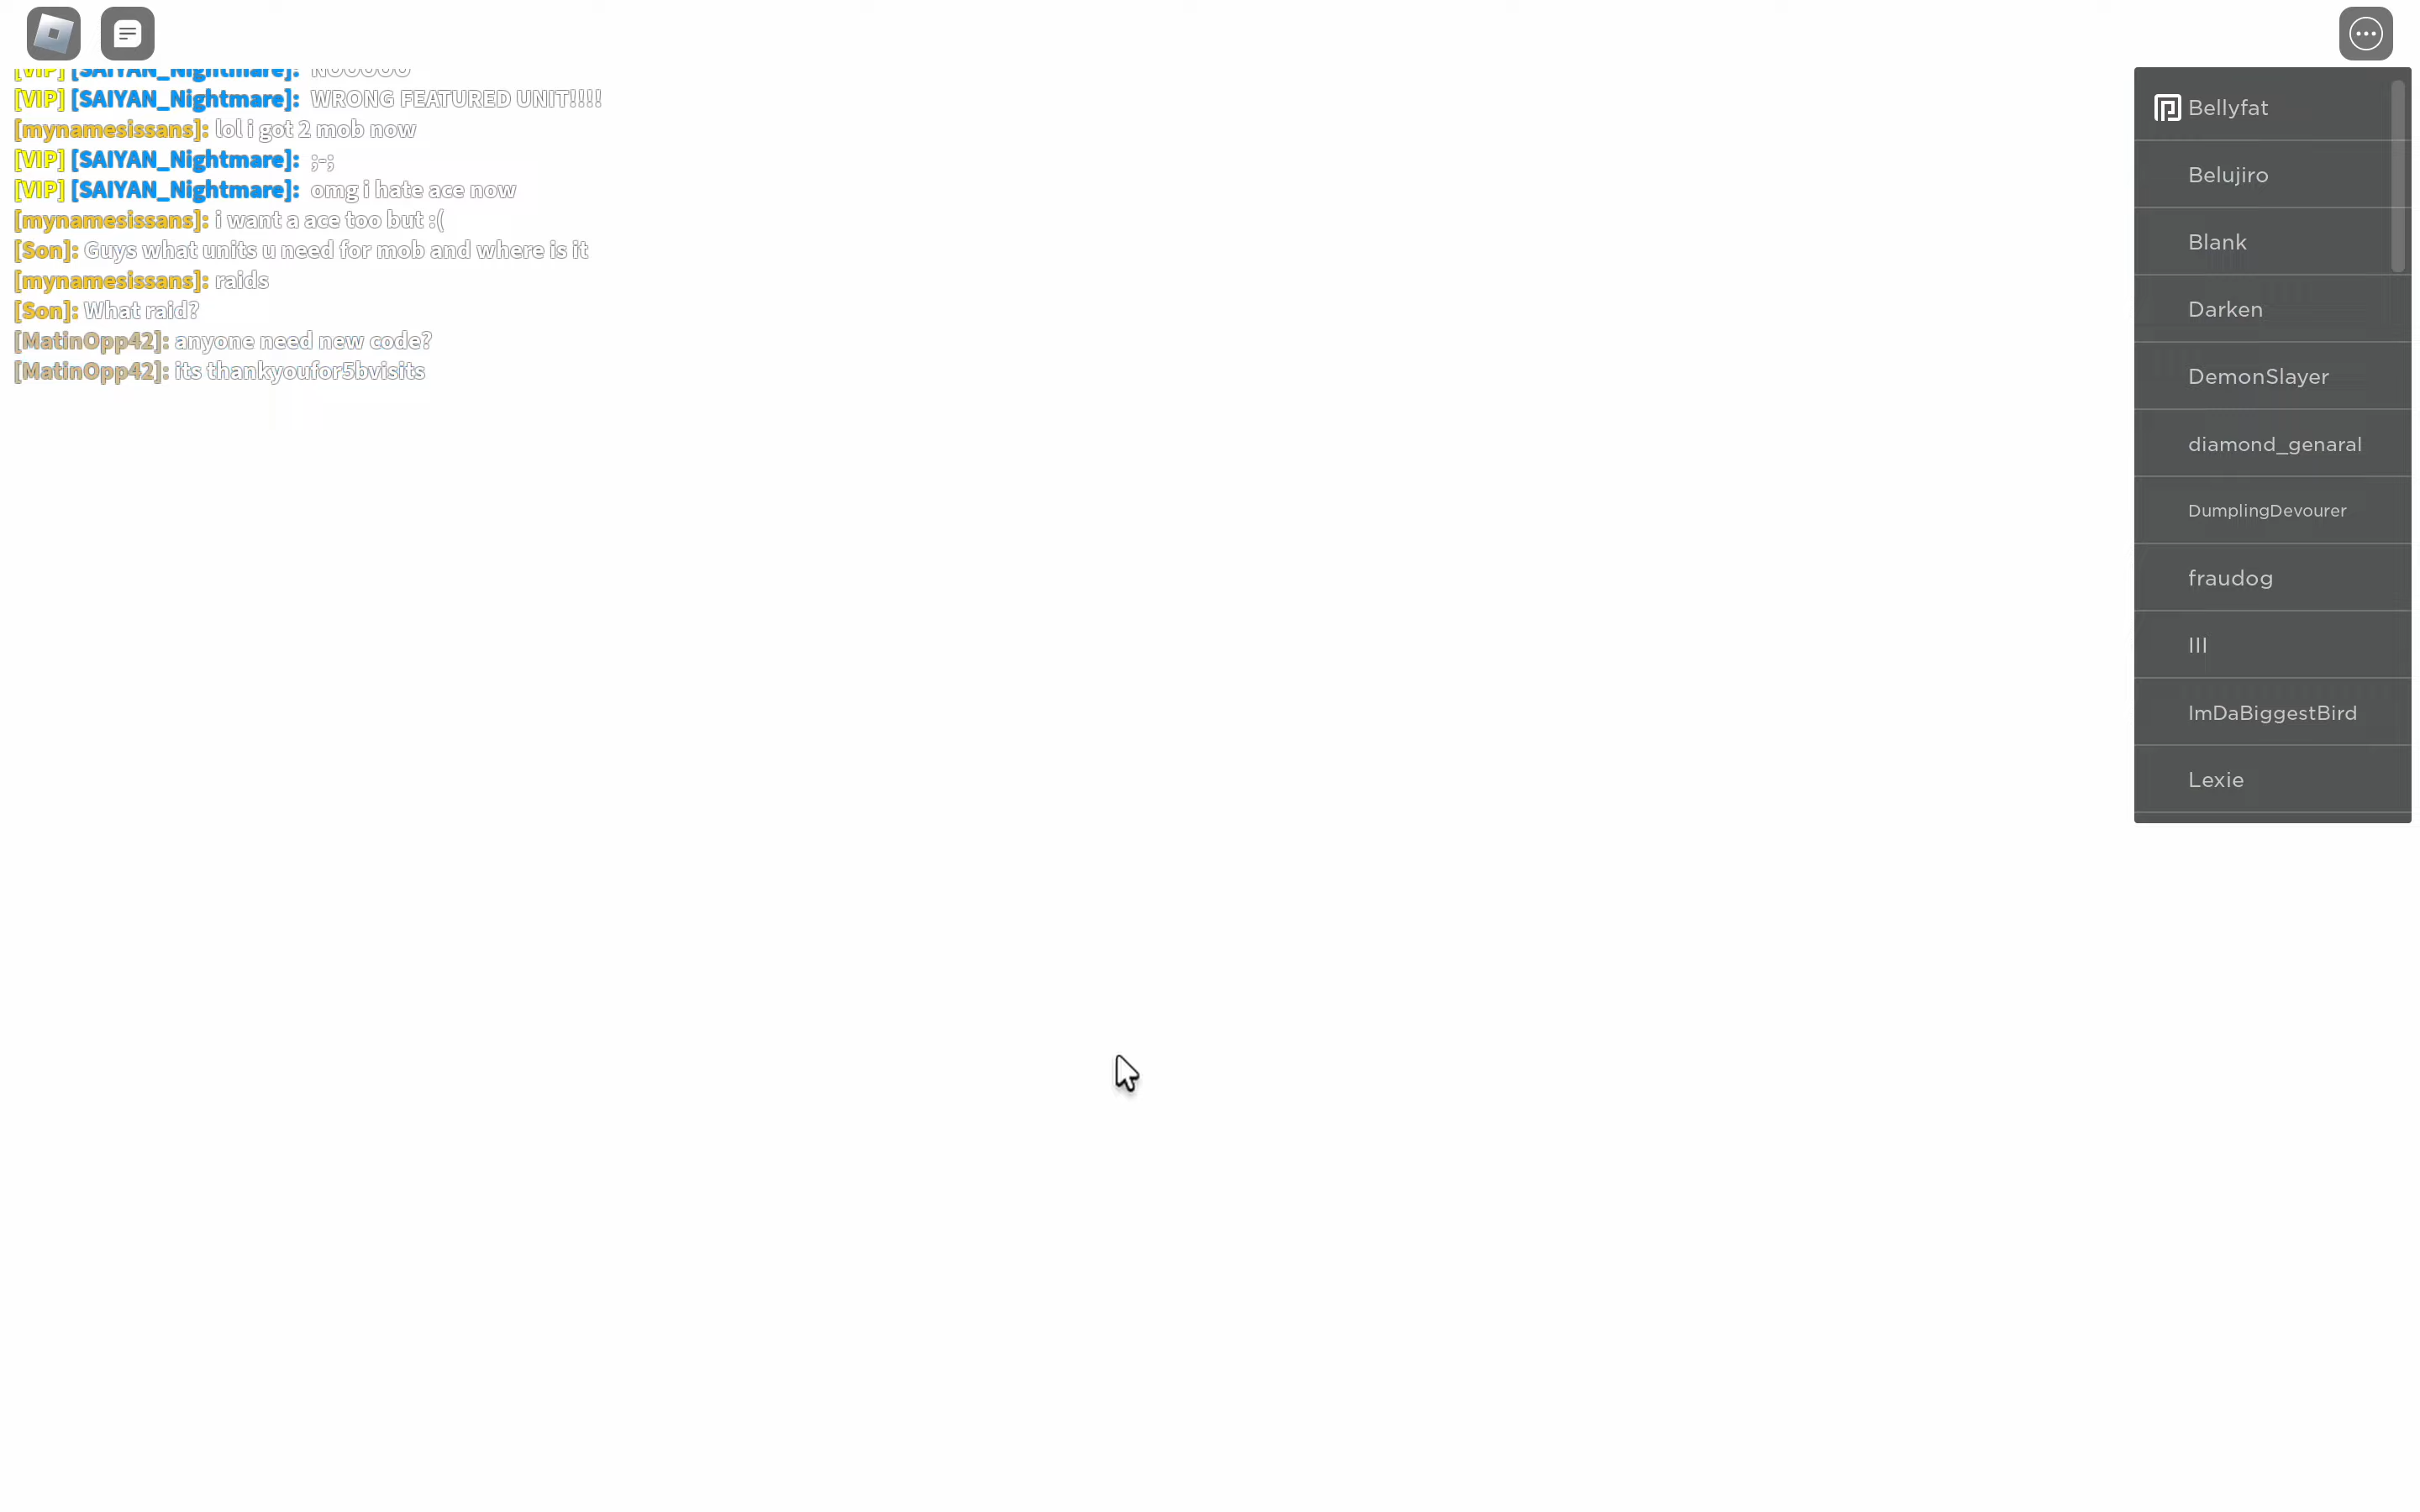 [VIP] [SAIYAN_Nightmare]: NOOOOO
[VIP] [SAIYAN_Nightmare]: WRONG FEATURED UNIT!!!!
[mynamesissans]: lol i got 2 mob now
[VIP] [SAIYAN_Nightmare]: ;-;
[VIP] [SAIYAN_Nightmare]: omg i hate ace now
[mynamesissans]: i want a ace too but :(
[Son]: Guys what units u need for mob and where is it
[mynamesissans]: raids
[Son]: What raid?
[MatinOpp42]: anyone need new code?
[MatinOpp42]: its thankyoufor5bvisits
Bellyfat
Belujiro
Blank
Darken
DemonSlayer
diamond_genaral
DumplingDevourer
fraudog
III
ImDaBiggestBird
Lexie